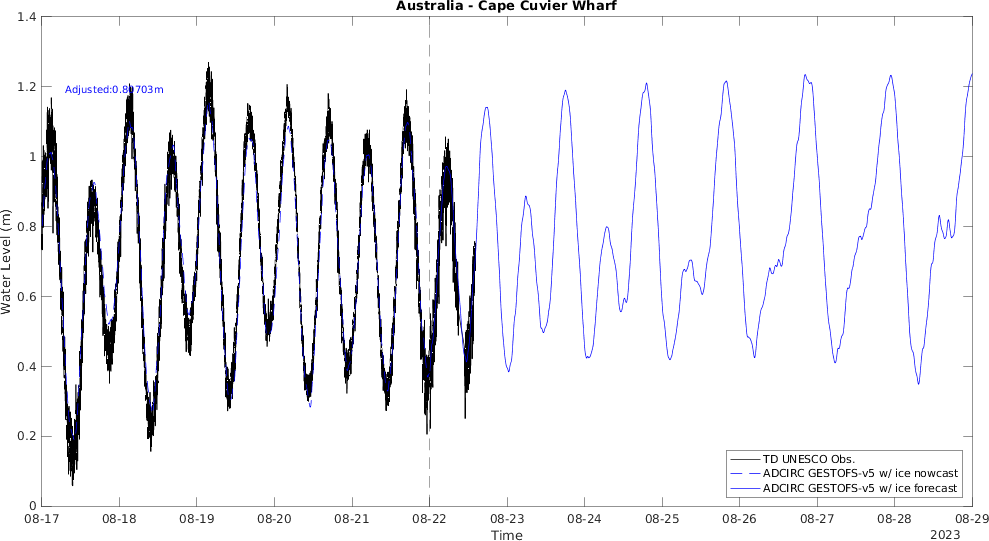 Australia - Cape Cuvier Wharf
1.4
1.2
1
0.8
0.6
0.4
0.2
0
Water Level (m)
TD UNESCO Obs.
ADCIRC GESTOFS-v5 w/ ice nowcast
ADCIRC GESTOFS-v5 w/ ice forecast
08-17 08-18 08-19 08-20 08-21 08-22 08-23 08-24 08-25 08-26 08-27 08-28 08-29
Time
2023